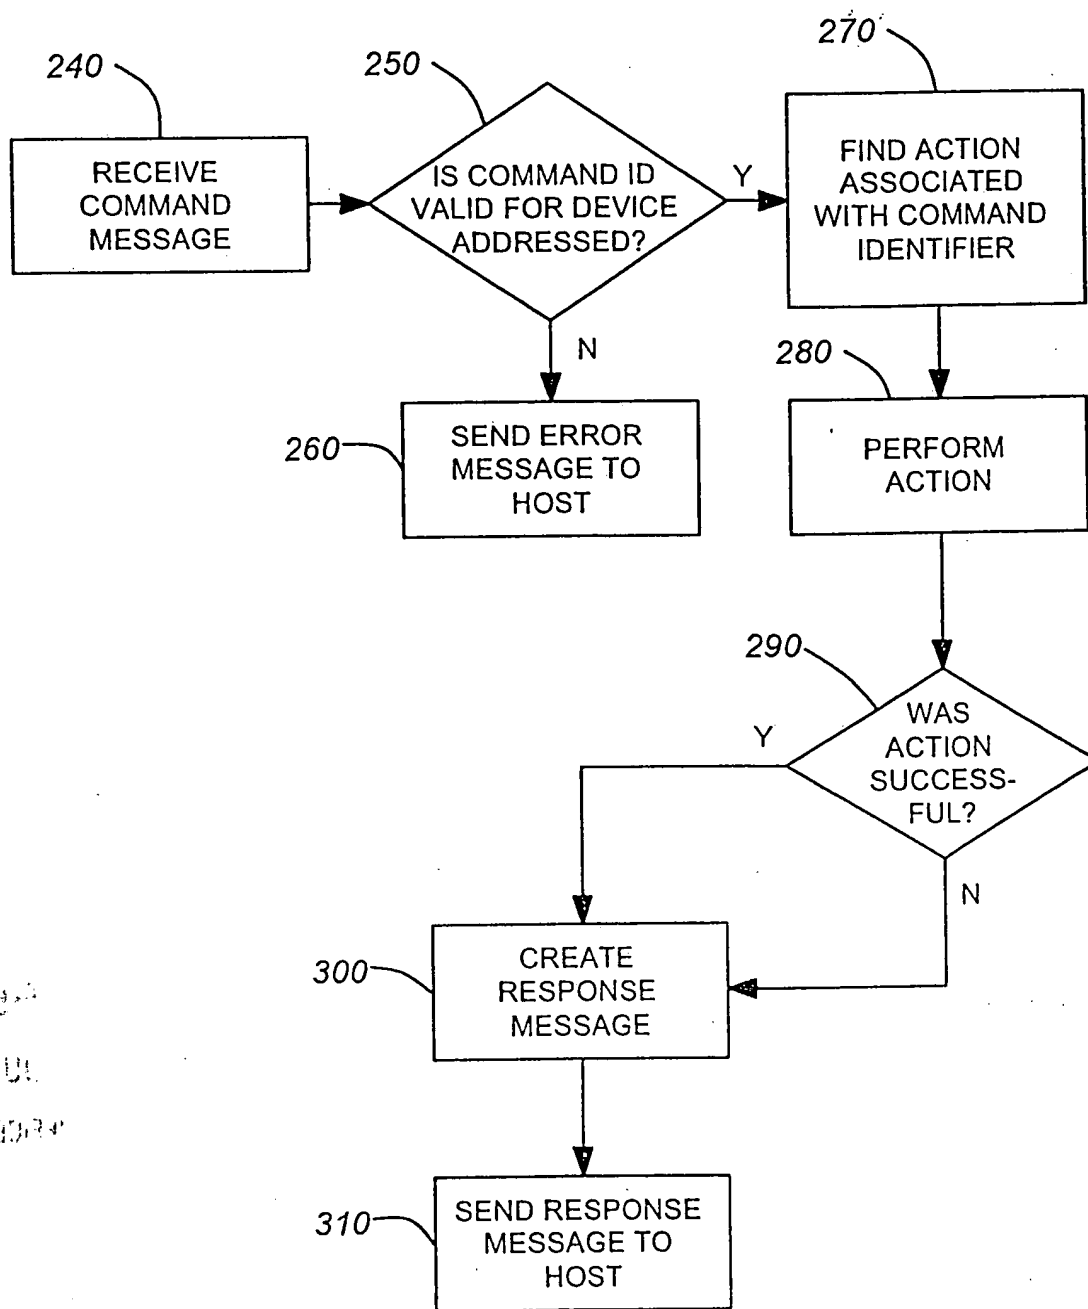 240
RECEIVE
COMMAND
MESSAGE
250
IS COMMAND ID
VALID FOR DEVICE
ADDRESSED?
Y
N
270
FIND ACTION
ASSOCIATED
WITH COMMAND
IDENTIFIER
260
SEND ERROR
MESSAGE TO
HOST
280
PERFORM
ACTION
290
WAS
ACTION
SUCCESS-
FUL?
Y
N
300
CREATE
RESPONSE
MESSAGE
310
SEND RESPONSE
MESSAGE TO
HOST